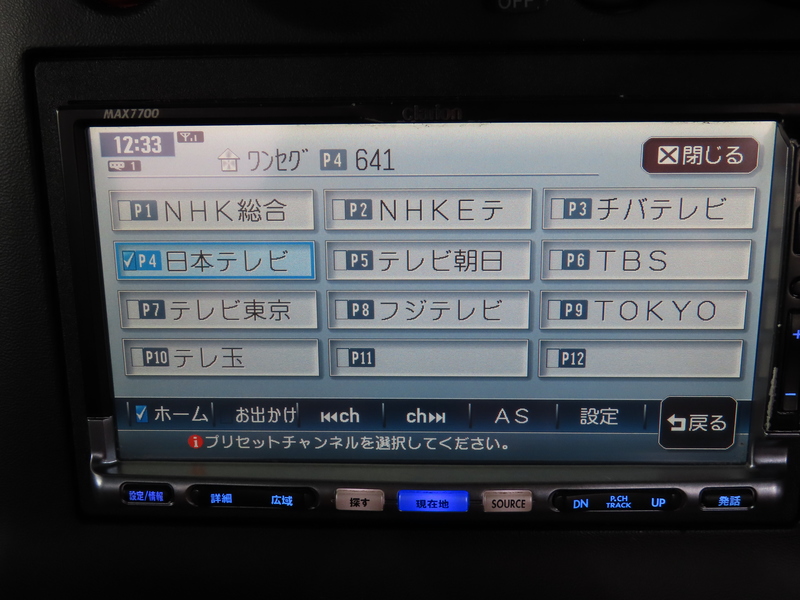 OFF
MAX7700
Clarion
12:33
1
ワンセグ P4 641
閉じる
P1 NHK総合
P2 NHKEテ
P3 チバテレビ
P4 日本テレビ
P5 テレビ朝日
P6 TBS
P7 テレビ東京
P8 フジテレビ
P9 TOKYO
P10 テレ玉
P11
P12
ホーム
お出かけ
ch
ch
AS
設定
戻る
プリセットチャンネルを選択してください。
設定/情報
詳細
広域
探す
現在地
SOURCE
DN
P.CH
TRACK
UP
発話